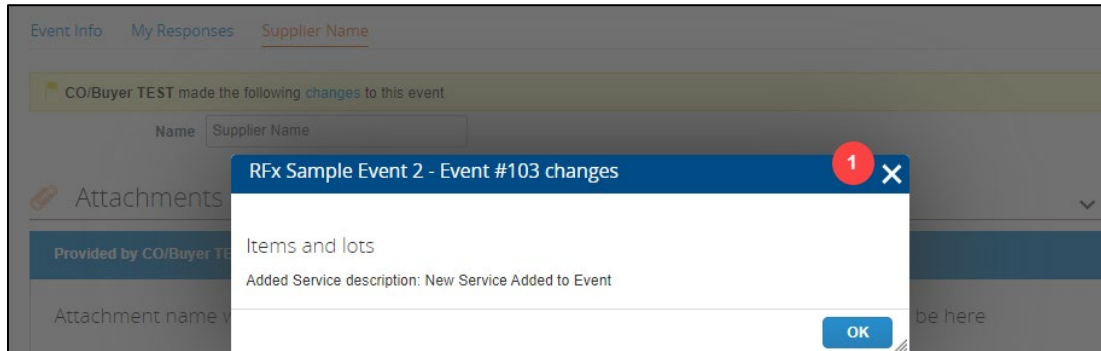 Event Info My Responses Supplier Name
CO/Buyer TEST made the following changes to this event
Name Supplier Name
RFx Sample Event 2 - Event #103 changes 1
Attachments
Items and lots
Provided by CO/Buyer TE
Added Service description: New Service Added to Event
Attachment name w be here
OK